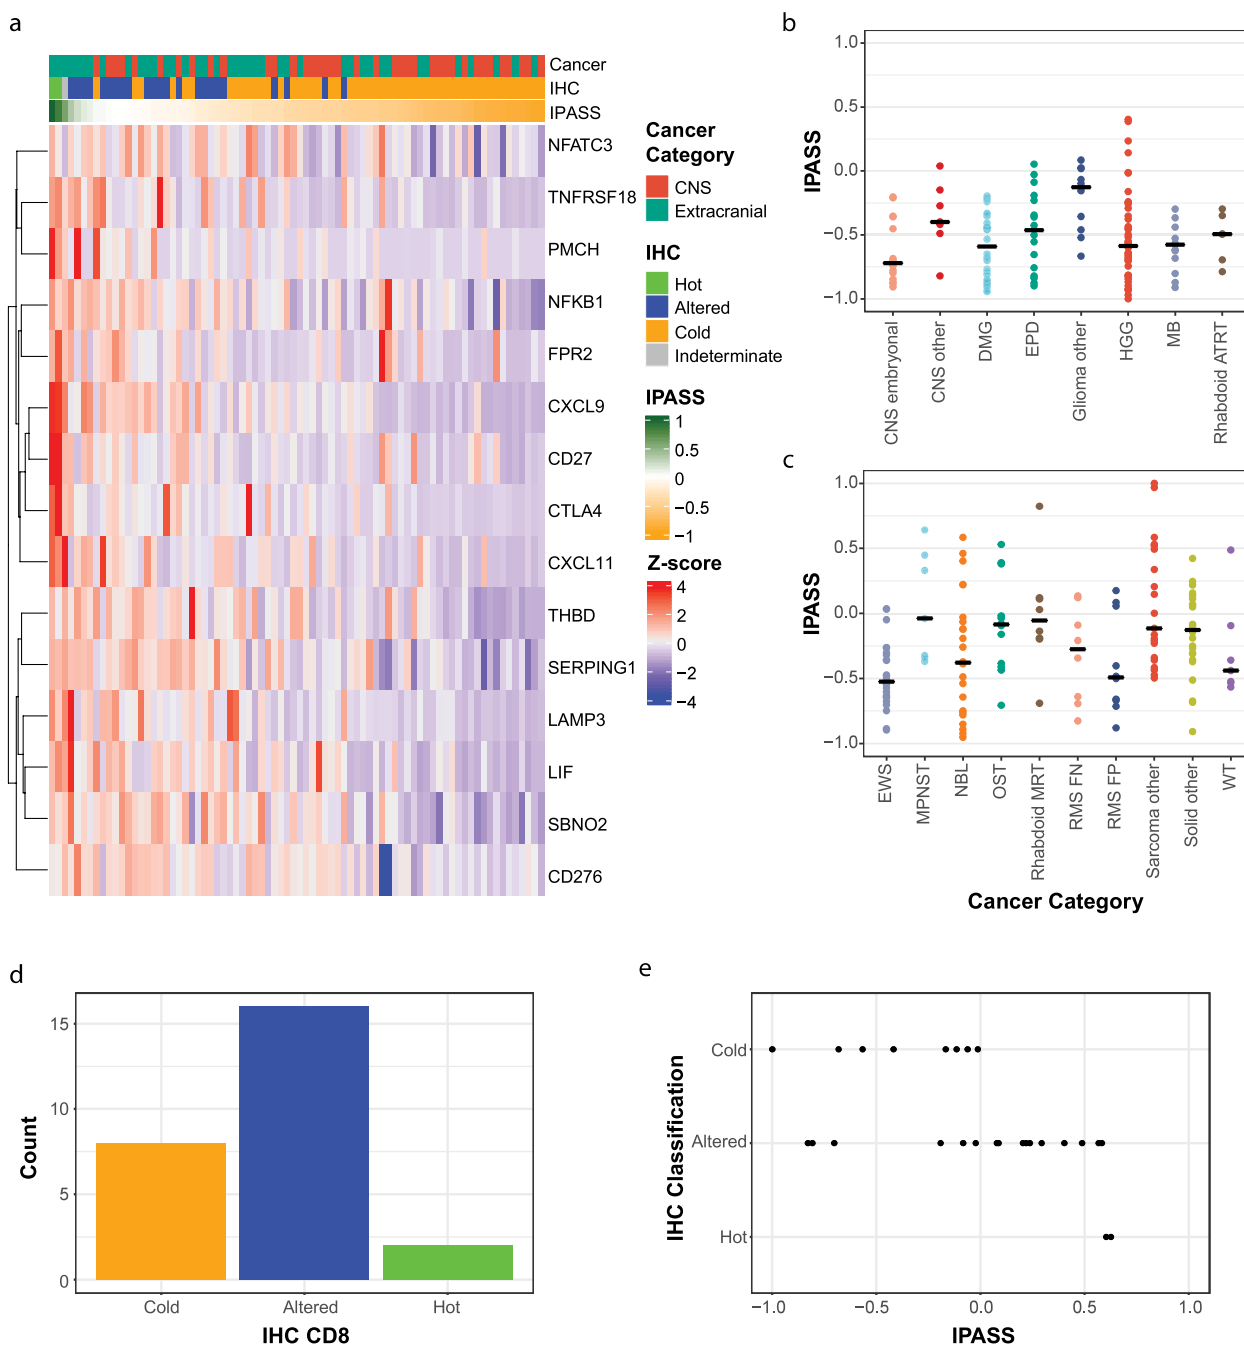 a
Cancer
IHC
IPASS
NFATC3
TNFRSF18
PMCH
NFKB1
FPR2
CXCL9
CD27
CTLA4
CXCL11
THBD
SERPING1
LAMP3
LIF
SBNO2
CD276
Cancer
Category
CNS
Extracranial
IHC
Hot
Altered
Cold
Indeterminate
IPASS
1
0.5
0
−0.5
−1
Z-score
4
2
0
−2
−4
b
IPASS
1.0
0.5
0.0
−0.5
−1.0
CNS embryonal
CNS other
DMG
EPD
Glioma other
HGG
MB
Rhabdoid ATRT
c
IPASS
1.0
0.5
0.0
−0.5
−1.0
EWS
MPNST
NBL
OST
Rhabdoid MRT
RMS FN
RMS FP
Sarcoma other
Solid other
WT
Cancer Category
d
Count
15
10
5
0
Cold
Altered
Hot
IHC CD8
e
IHC Classification
Cold
Altered
Hot
−1.0
−0.5
0.0
0.5
1.0
IPASS